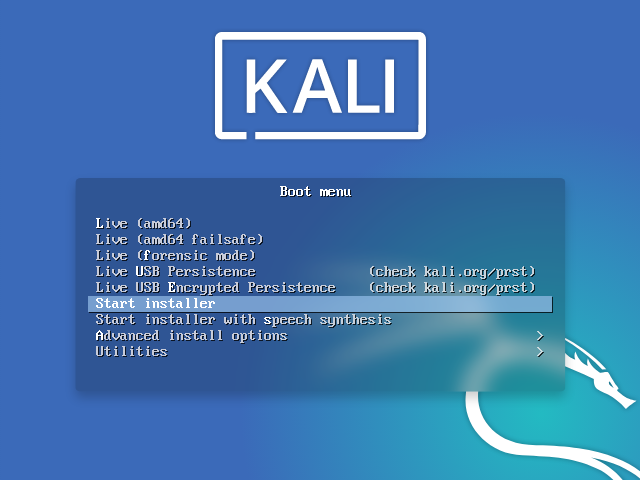 KALI
Boot menu
Live (amd64)
Live (amd64 failsafe)
Live (forensic mode)
Live USB Persistence (check kali.org/prst)
Live USB Encrypted Persistence (check kali.org/prst)
Start installer
Start installer with speech synthesis
Advanced install options >
Utilities >